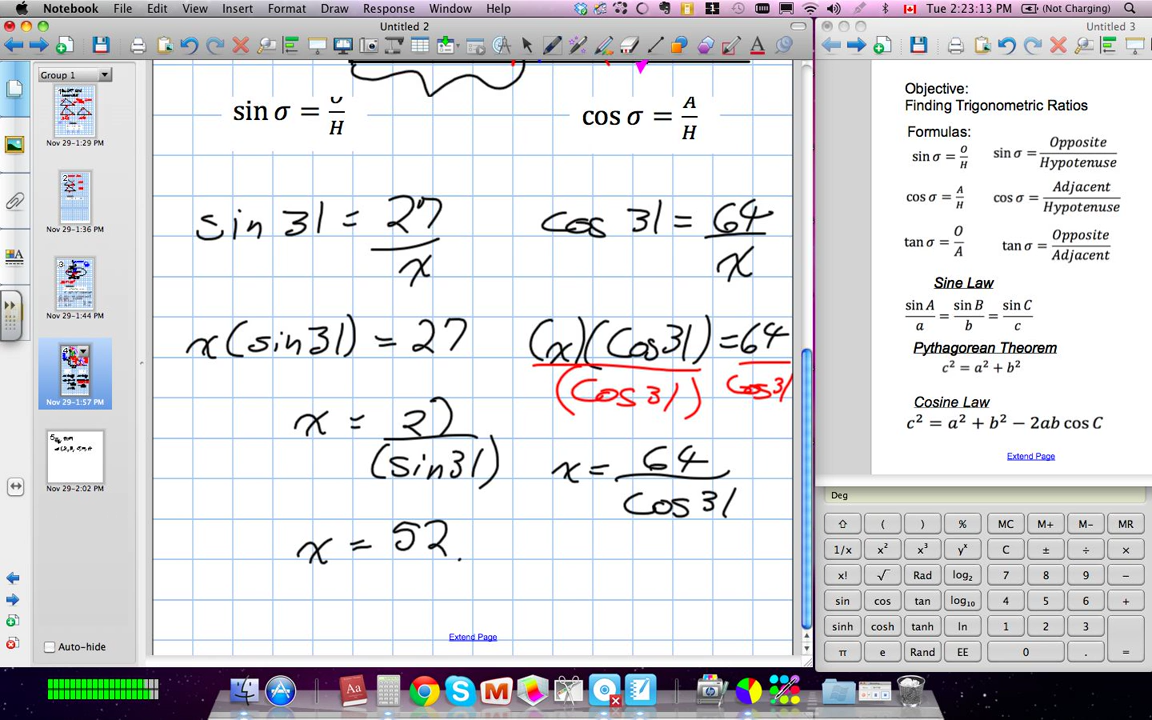 Notebook File Edit View Insert Format Draw Response Window Help
Tue 2:23:13 PM (Not Charging)
Untitled 2
Untitled 3
Group 1
Nov 29-1:29 PM
Nov 29-1:36 PM
Nov 29-1:44 PM
Nov 29-1:57 PM
Nov 29-2:02 PM
Auto-hide
sin σ = O/H
cos σ = A/H
sin 31 = 27/x
x(sin31) = 27
x = 27/(sin31)
x = 52.
cos 31 = 64/x
(x)(cos31) = 64
(cos31) cos31
x = 64/cos31
Extend Page
Objective:
Finding Trigonometric Ratios
Formulas:
sin σ = O/H sin σ = Opposite/Hypotenuse
cos σ = A/H cos σ = Adjacent/Hypotenuse
tan σ = O/A tan σ = Opposite/Adjacent
Sine Law
sin A/a = sin B/b = sin C/c
Pythagorean Theorem
c² = a² + b²
Cosine Law
c² = a² + b² − 2ab cos C
Extend Page
Deg
⇧ ( ) % MC M+ M− MR
1/x x² x³ yˣ C ± ÷ ×
x! √ Rad log₂ 7 8 9 −
sin cos tan log₁₀ 4 5 6 +
sinh cosh tanh ln 1 2 3
π e Rand EE 0 . =